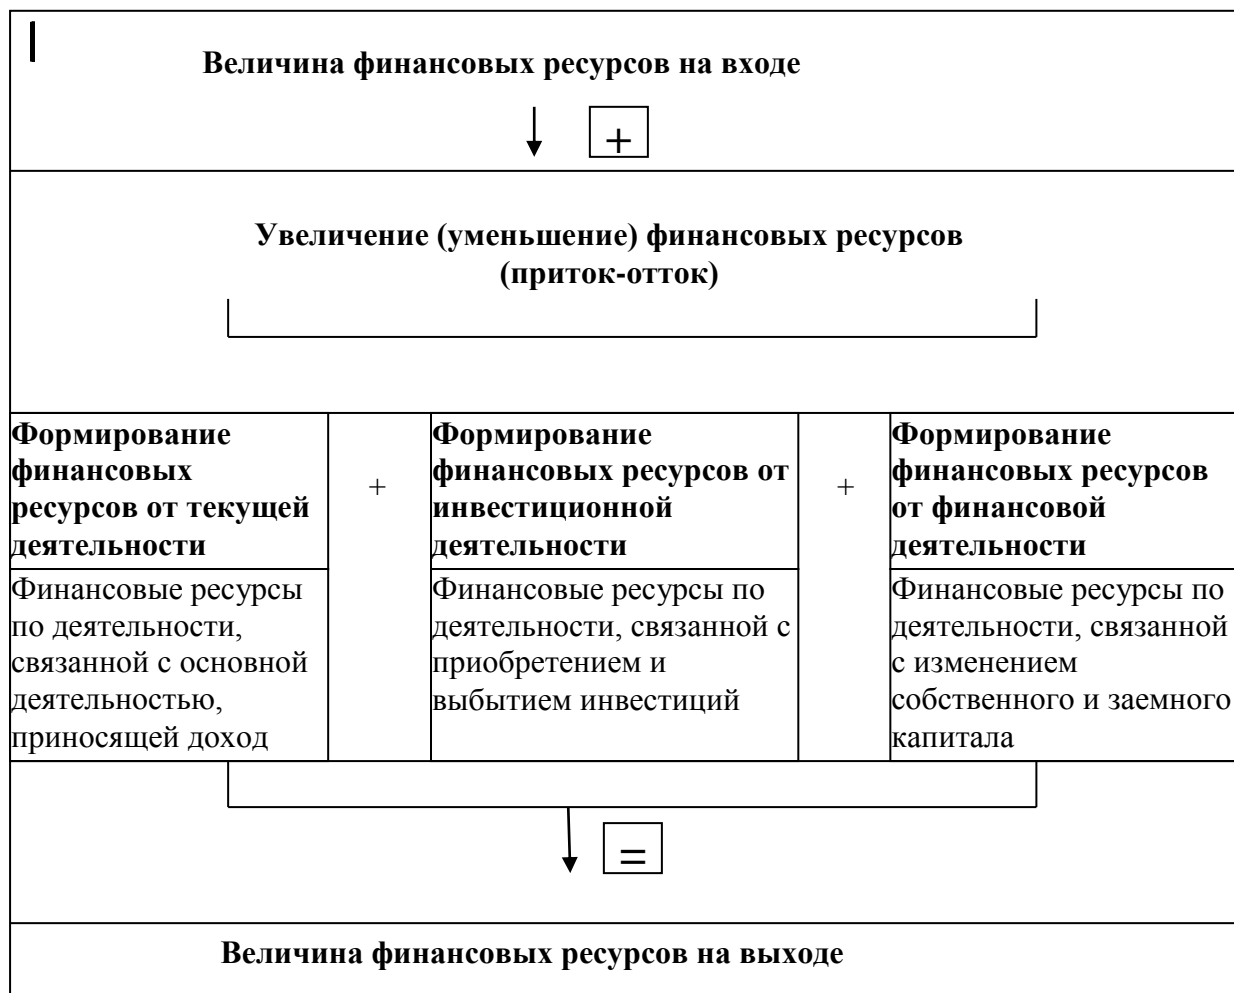 Величина финансовых ресурсов на входе
+
Увеличение (уменьшение) финансовых ресурсов
(приток-отток)
Формирование
финансовых
ресурсов от текущей
деятельности
+
Формирование
финансовых ресурсов от
инвестиционной
деятельности
+
Формирование
финансовых ресурсов
от финансовой
деятельности
Финансовые ресурсы
по деятельности,
связанной с основной
деятельностью,
приносящей доход
Финансовые ресурсы по
деятельности, связанной с
приобретением и
выбытием инвестиций
Финансовые ресурсы по
деятельности, связанной
с изменением
собственного и заемного
капитала
=
Величина финансовых ресурсов на выходе